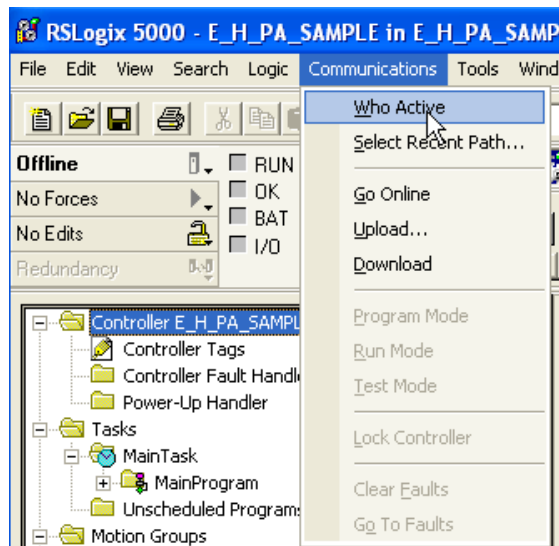 RSLogix 5000 - E_H_PA_SAMPLE in E_H_PA_SAMP
File Edit View Search Logic Communications Tools Wind
Who Active
Select Recent Path...
Go Online
Upload...
Download
Program Mode
Run Mode
Test Mode
Lock Controller
Clear Faults
Go To Faults
Offline RUN
No Forces OK
BAT
No Edits I/O
Redundancy
Controller E_H_PA_SAMPL
Controller Tags
Controller Fault Handl
Power-Up Handler
Tasks
MainTask
MainProgram
Unscheduled Programs
Motion Groups